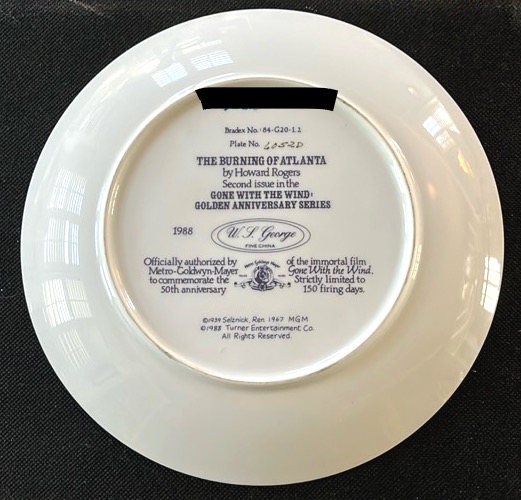 Bradex No. 84-G20-1.2
Plate No. 4052D
THE BURNING OF ATLANTA
by Howard Rogers
Second issue in the
GONE WITH THE WIND:
GOLDEN ANNIVERSARY SERIES
1988
W. S. George
FINE CHINA
Officially authorized by
Metro-Goldwyn-Mayer
to commemorate the
50th anniversary
of the immortal film
Gone With the Wind.
Strictly limited to
150 firing days.
©1939 Selznick, Ren. 1967 MGM
©1988 Turner Entertainment Co.
All Rights Reserved.